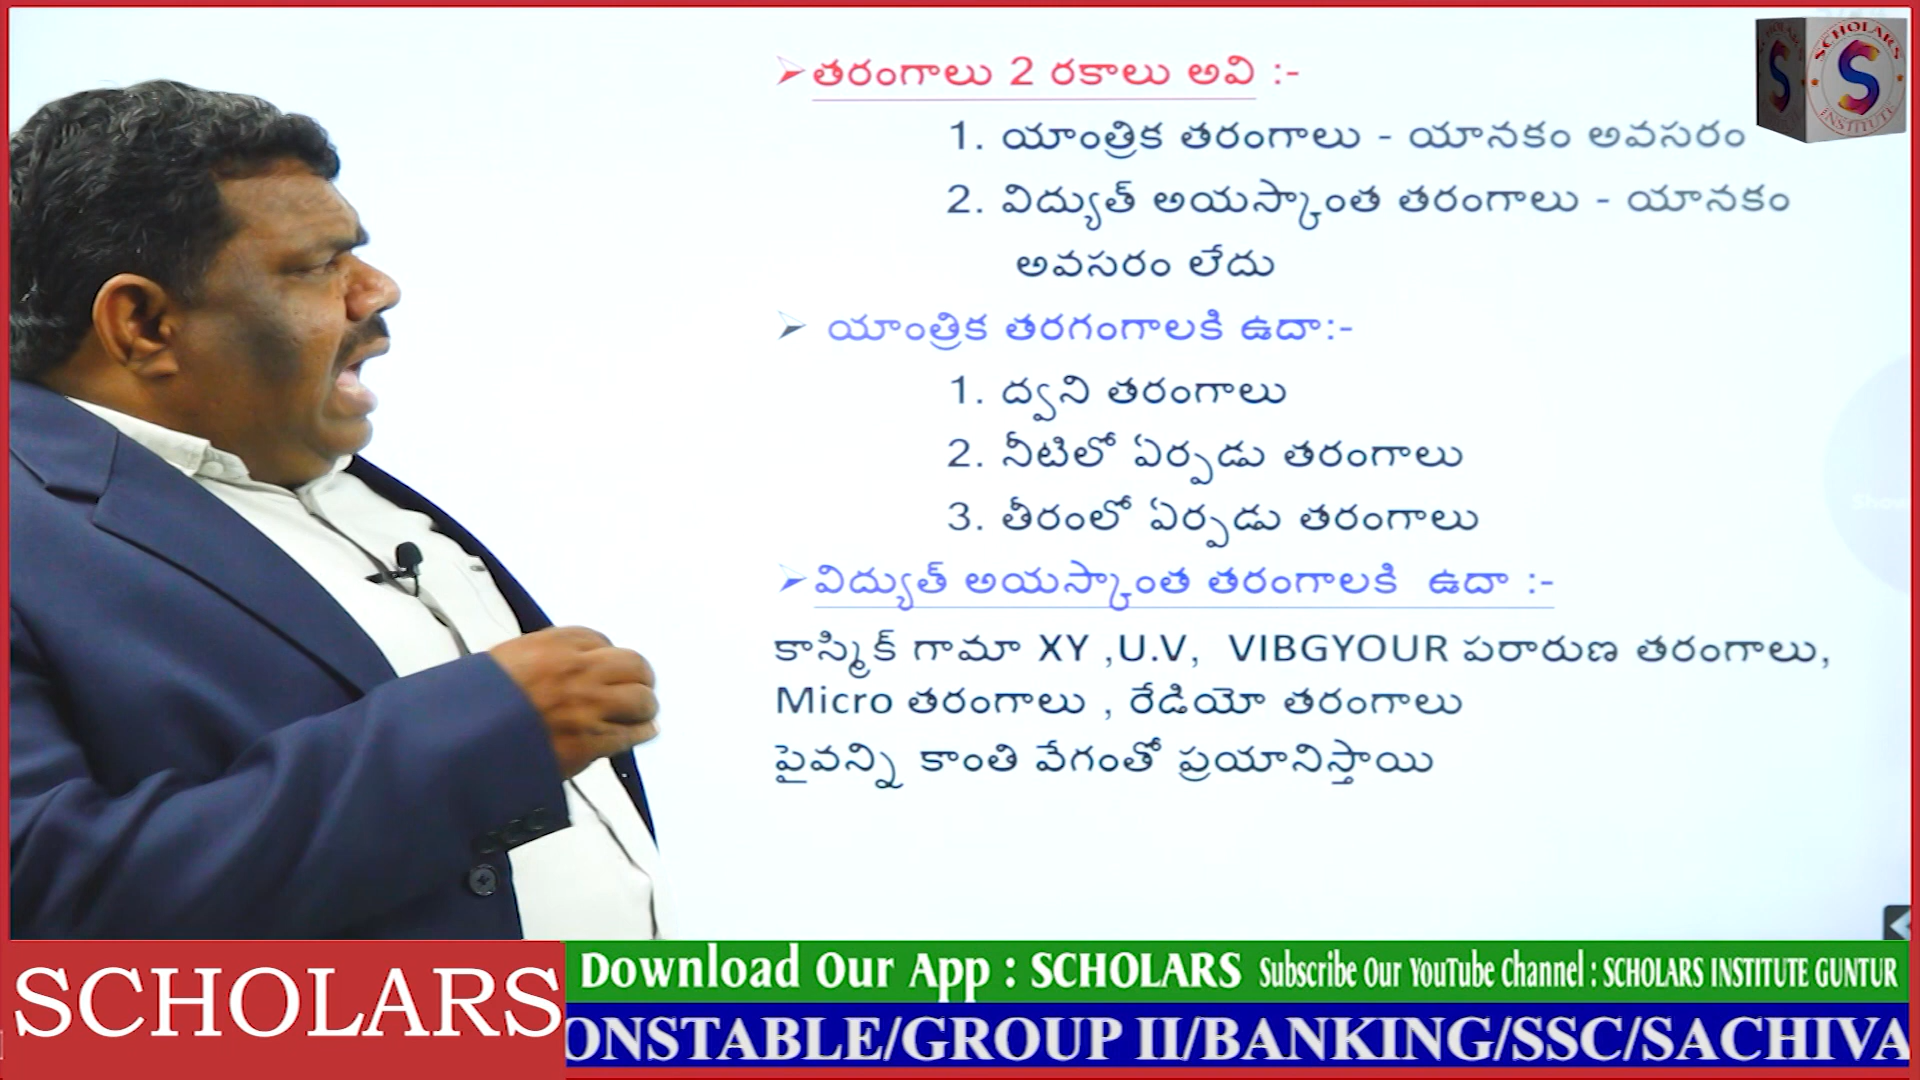 SCHOLARS
S
INSTITUTE
తరంగాలు 2 రకాలు అవి :-
1. యాంత్రిక తరంగాలు - యానకం అవసరం
2. విద్యుత్ అయస్కాంత తరంగాలు - యానకం
అవసరం లేదు
యాంత్రిక తరగంగాలకి ఉదా:-
1. ద్వని తరంగాలు
2. నీటిలో ఏర్పడు తరంగాలు
3. తీరంలో ఏర్పడు తరంగాలు
విద్యుత్ అయస్కాంత తరంగాలకి ఉదా :-
కాస్మిక్ గామా XY ,U.V, VIBGYOUR పరారుణ తరంగాలు,
Micro తరంగాలు , రేడియో తరంగాలు
పైవన్ని కాంతి వేగంతో ప్రయానిస్తాయి
SCHOLARS
Download Our App : SCHOLARS Subscribe Our YouTube Channel : SCHOLARS INSTITUTE GUNTUR
ONSTABLE/GROUP II/BANKING/SSC/SACHIVA